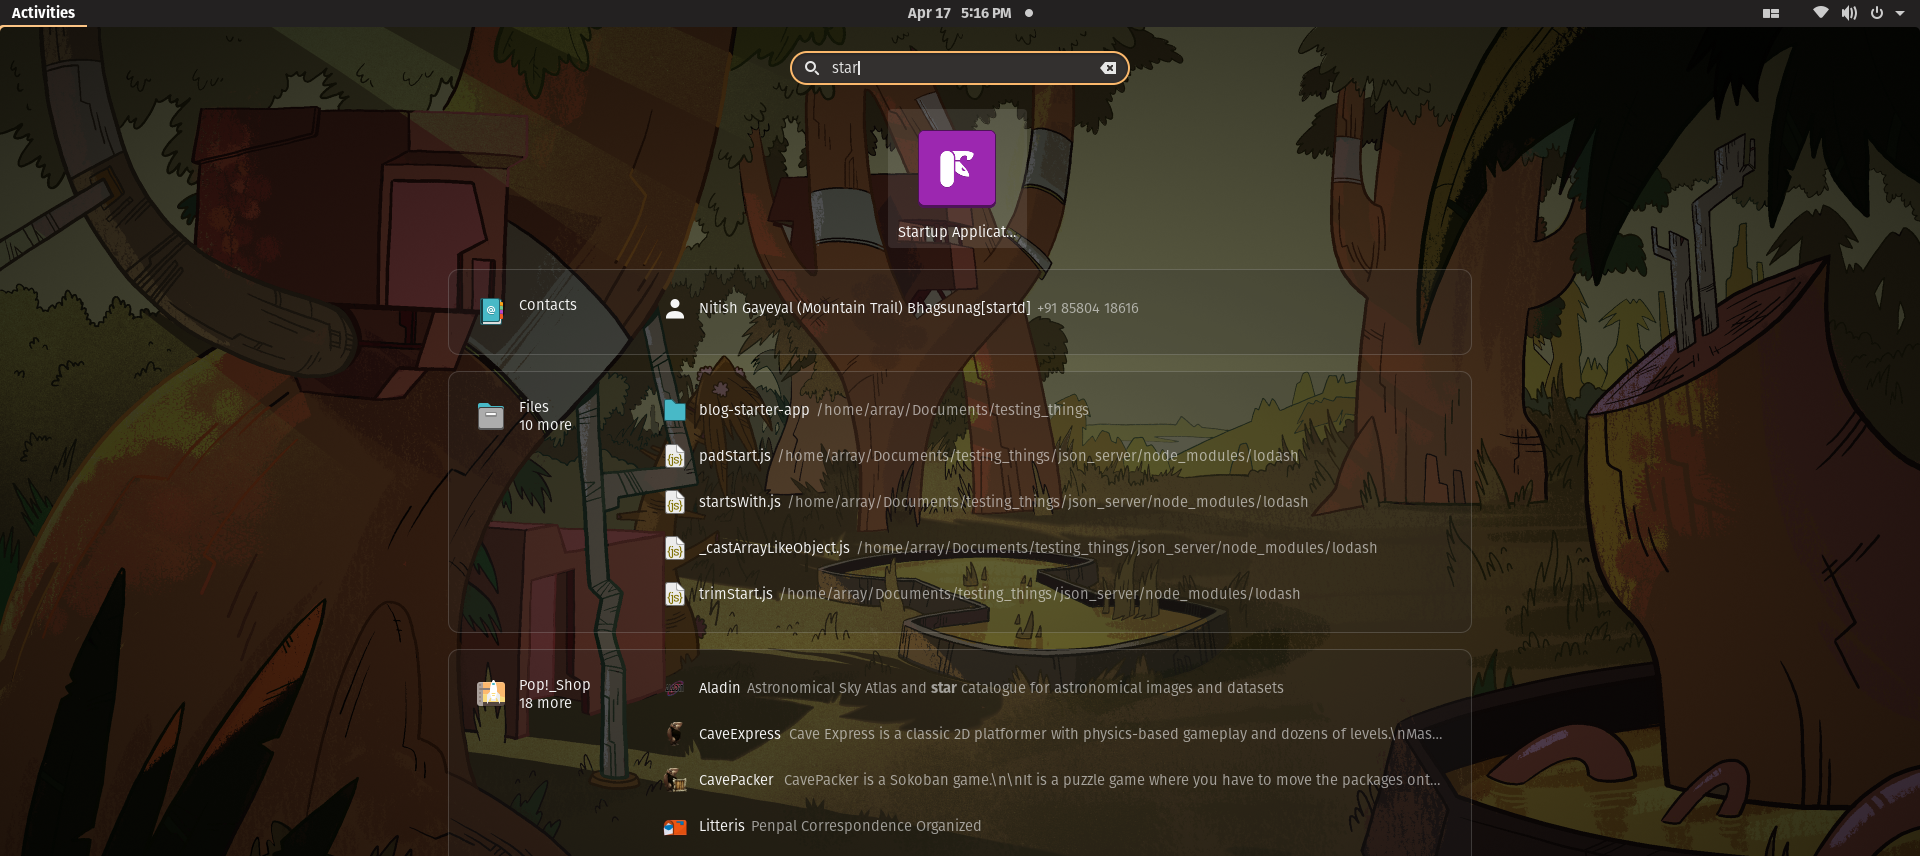 Activities
Apr 17 5:16 PM
star
Startup Applicat...
Contacts
Nitish Gayeyal (Mountain Trail) Bhagsunag[startd] +91 85804 18616
Files
10 more
blog-starter-app /home/array/Documents/testing_things
padStart.js /home/array/Documents/testing_things/json_server/node_modules/lodash
startsWith.js /home/array/Documents/testing_things/json_server/node_modules/lodash
_castArrayLikeObject.js /home/array/Documents/testing_things/json_server/node_modules/lodash
trimStart.js /home/array/Documents/testing_things/json_server/node_modules/lodash
Pop!_Shop
18 more
Aladin Astronomical Sky Atlas and star catalogue for astronomical images and datasets
CaveExpress Cave Express is a classic 2D platformer with physics-based gameplay and dozens of levels.\nMas...
CavePacker CavePacker is a Sokoban game.\n\nIt is a puzzle game where you have to move the packages ont...
Litteris Penpal Correspondence Organized